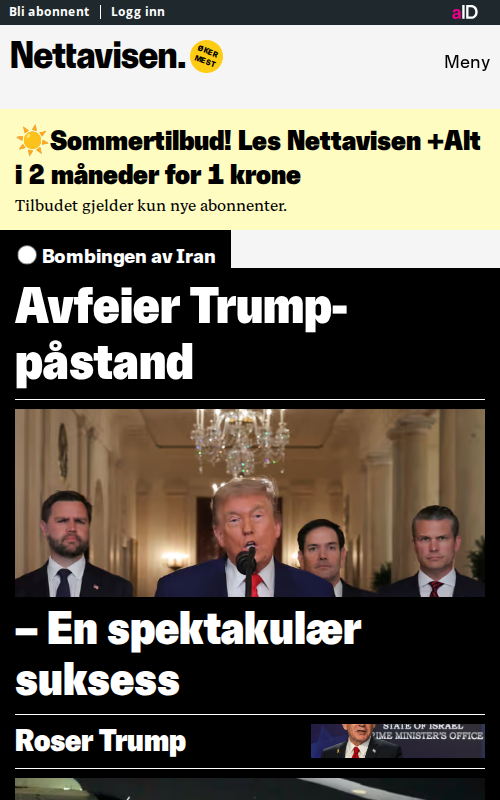 Bli abonnent
Logg inn
aID
Nettavisen.
ØKER
MEST
Meny
Sommertilbud! Les Nettavisen +Alt
i 2 måneder for 1 krone
Tilbudet gjelder kun nye abonnenter.
Bombingen av Iran
Avfeier Trump-
påstand
– En spektakulær
suksess
Roser Trump
STATE OF ISRAEL
PRIME MINISTER'S OFFICE